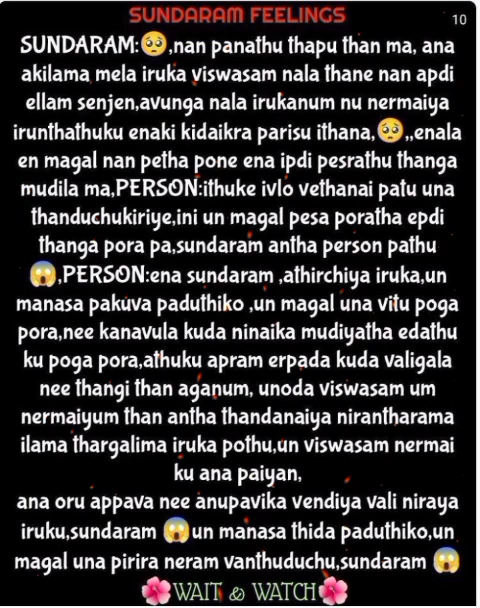 SUNDARAM FEELINGS
10
SUNDARAM:🥺,nan panathu thapu than ma, ana
akilama mela iruka viswasam nala thane nan apdi
ellam senjen,avunga nala irukanum nu nermaiya
irunthathuku enaki kidaikra parisu ithana,🥺,,enala
en magal nan petha pone ena ipdi pesrathu thanga
mudila ma,PERSON:ithuke ivlo vethanai patu una
thanduchukiriye,ini un magal pesa poratha epdi
thanga pora pa,sundaram antha person pathu
😱,PERSON:ena sundaram ,athirchiya iruka,un
manasa pakuva paduthiko ,un magal una vitu poga
pora,nee kanavula kuda ninaika mudiyatha edathu
ku poga pora,athuku apram erpada kuda valigala
nee thangi than aganum, unoda viswasam um
nermaiyum than antha thandanaiya nirantharama
ilama thargalima iruka pothu,un viswasam nermai
ku ana paiyan,
ana oru appava nee anupavika vendiya vali niraya
iruku,sundaram 😱un manasa thida paduthiko,un
magal una pirira neram vanthuduchu,sundaram 😱
🌺WAIT & WATCH🌺